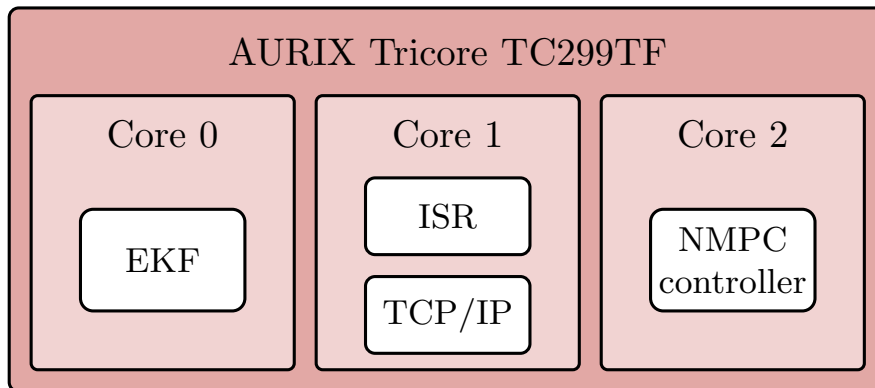 AURIX Tricore TC299TF
Core 0
EKF
Core 1
ISR
TCP/IP
Core 2
NMPC
controller